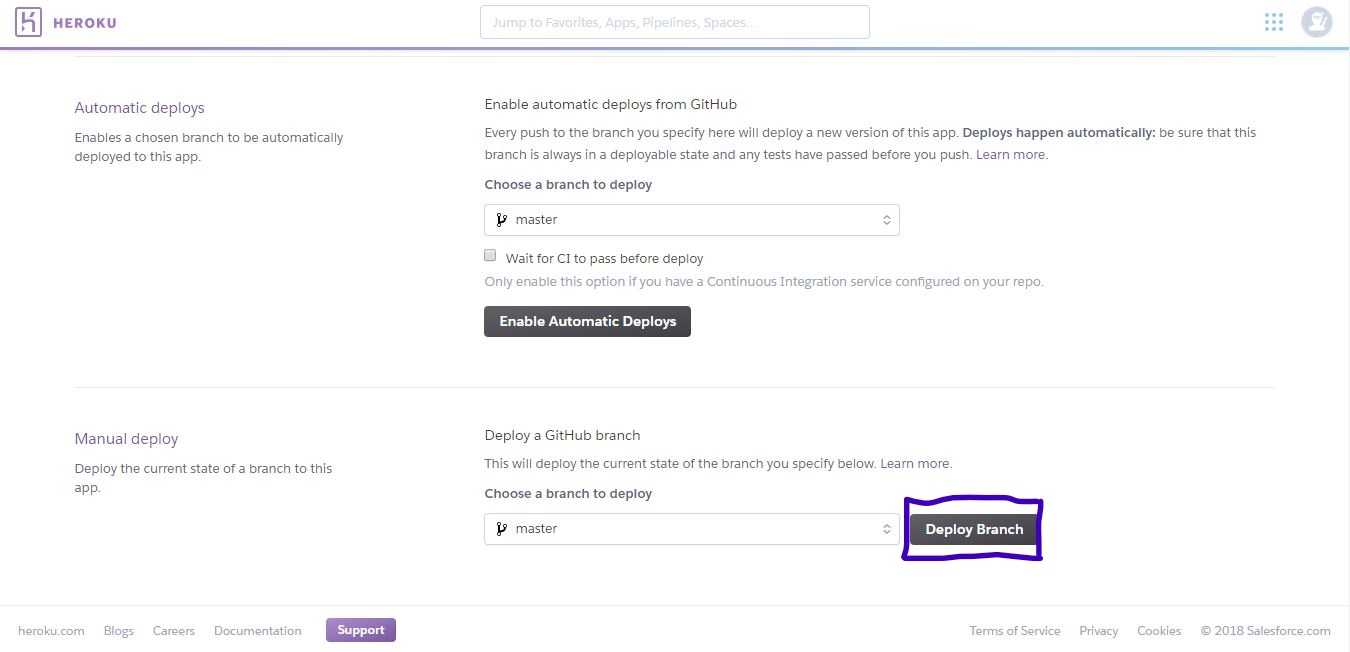 HEROKU
Jump to Favorites, Apps, Pipelines, Spaces...
Automatic deploys
Enables a chosen branch to be automatically
deployed to this app.
Enable automatic deploys from GitHub
Every push to the branch you specify here will deploy a new version of this app. Deploys happen automatically: be sure that this
branch is always in a deployable state and any tests have passed before you push. Learn more.
Choose a branch to deploy
master
Wait for CI to pass before deploy
Only enable this option if you have a Continuous Integration service configured on your repo.
Enable Automatic Deploys
Manual deploy
Deploy the current state of a branch to this
app.
Deploy a GitHub branch
This will deploy the current state of the branch you specify below. Learn more.
Choose a branch to deploy
master
Deploy Branch
heroku.com Blogs Careers Documentation Support Terms of Service Privacy Cookies © 2018 Salesforce.com